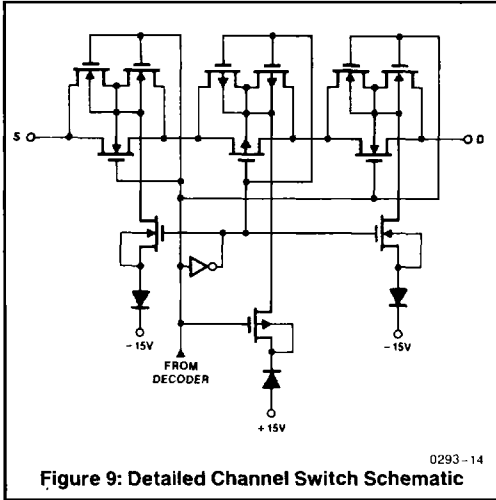 S
D
-15V
-15V
FROM
DECODER
+15V
0293-14
Figure 9: Detailed Channel Switch Schematic